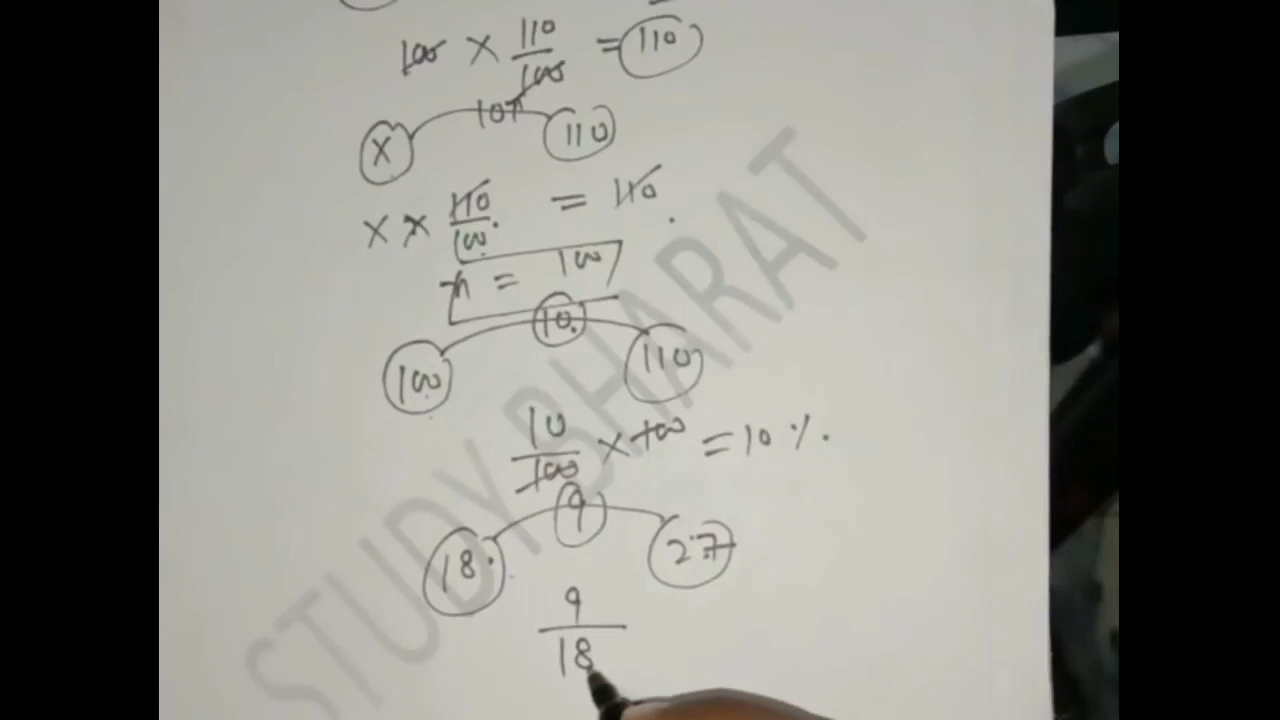 100 × 110/100 = 110
10%
x 110
x × 110/100 = 110
x = 100
10
100 110
10/100 × 100 = 10%
9
18 27
9/18
STUDY BHARAT